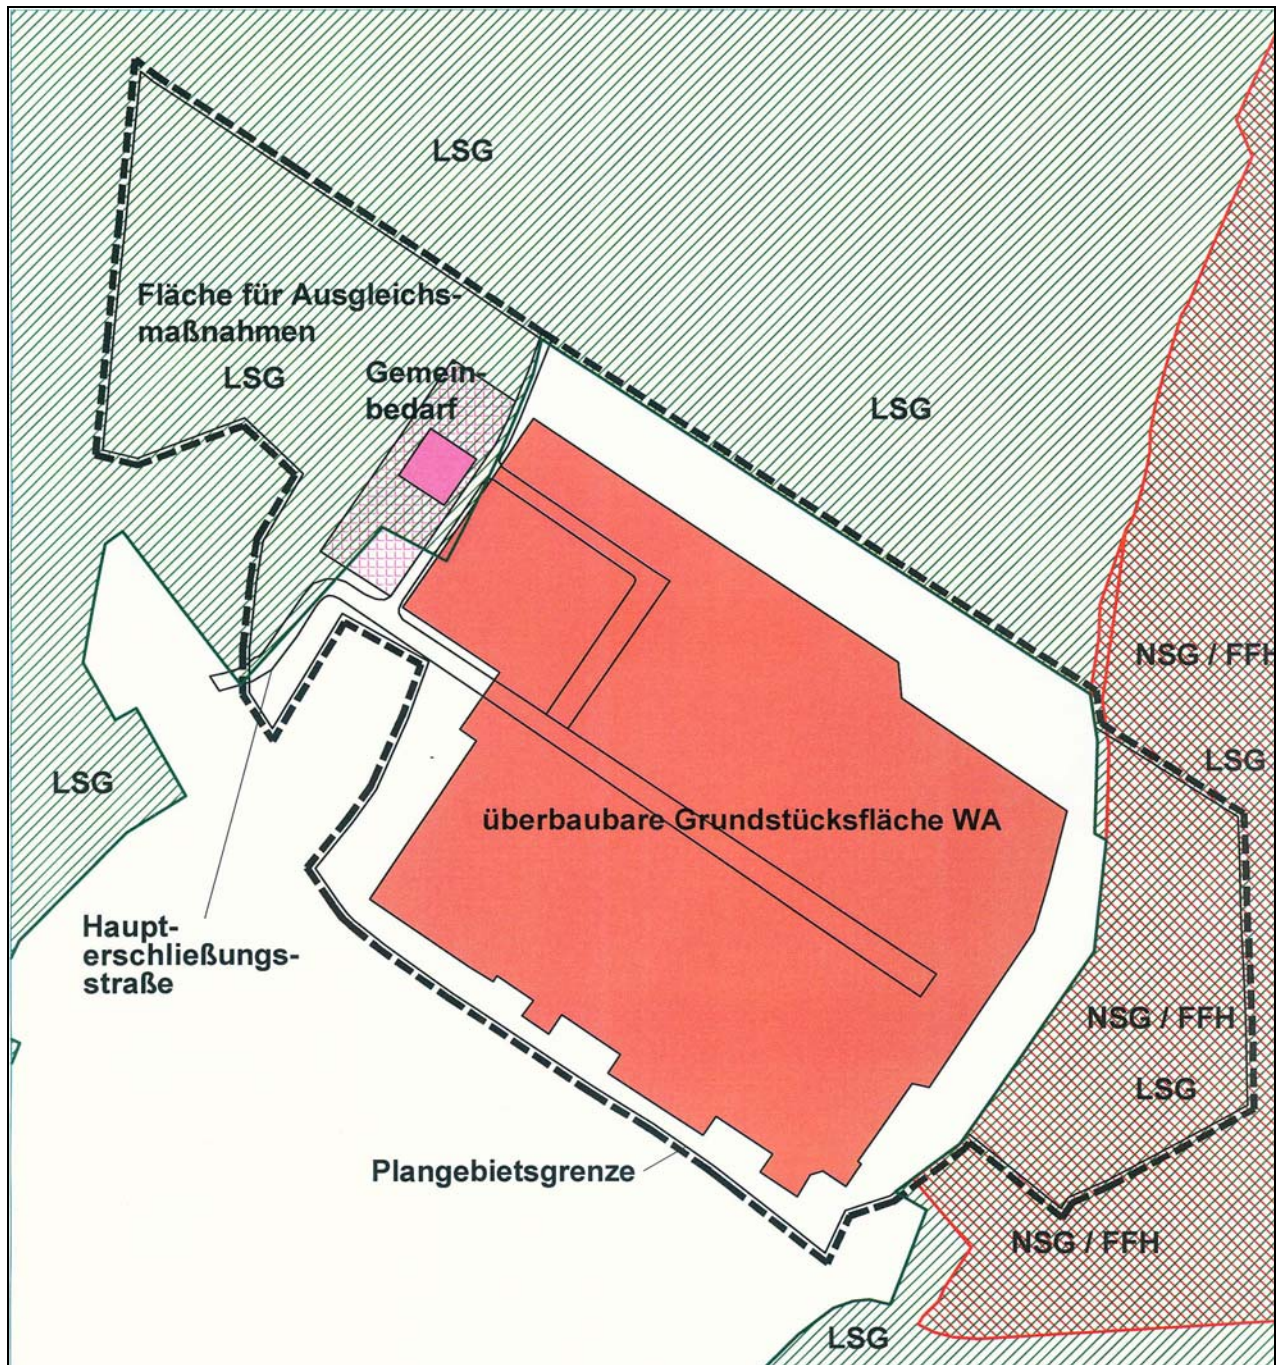 LSG
Fläche für Ausgleichs-
maßnahmen
LSG
Gemein-
bedarf
LSG
NSG / FFH
LSG
LSG
überbaubare Grundstücksfläche WA
Haupt-
erschließungs-
straße
NSG / FFH
LSG
Plangebietsgrenze
NSG / FFH
LSG